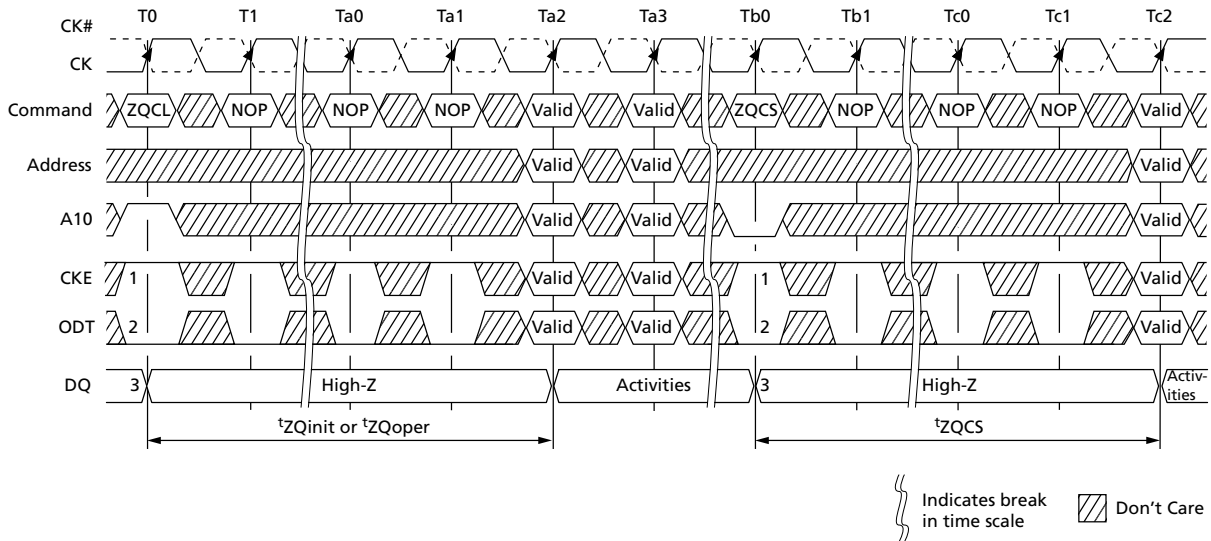 T0 T1 Ta0 Ta1 Ta2 Ta3 Tb0 Tb1 Tc0 Tc1 Tc2
CK#
CK
Command ZQCL NOP NOP NOP Valid Valid ZQCS NOP NOP NOP Valid
Address Valid Valid Valid
A10 Valid Valid Valid
CKE 1 Valid Valid 1 Valid
ODT 2 Valid Valid 2 Valid
DQ 3 High-Z Activities 3 High-Z Activ-
ities
tZQinit or tZQoper tZQCS
Indicates break
in time scale
Don't Care